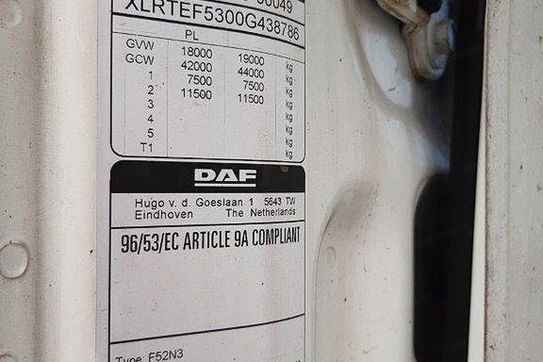 XLRTEF5300G438786
PL
GVW 18000 19000 kg
GCW 42000 44000 kg
1 7500 7500 kg
2 11500 11500 kg
3 kg
4 kg
5 kg
T1 kg
DAF
Hugo v. d. Goeslaan 1 5643 TW
Eindhoven The Netherlands
96/53/EC ARTICLE 9A COMPLIANT
Type: F52N3